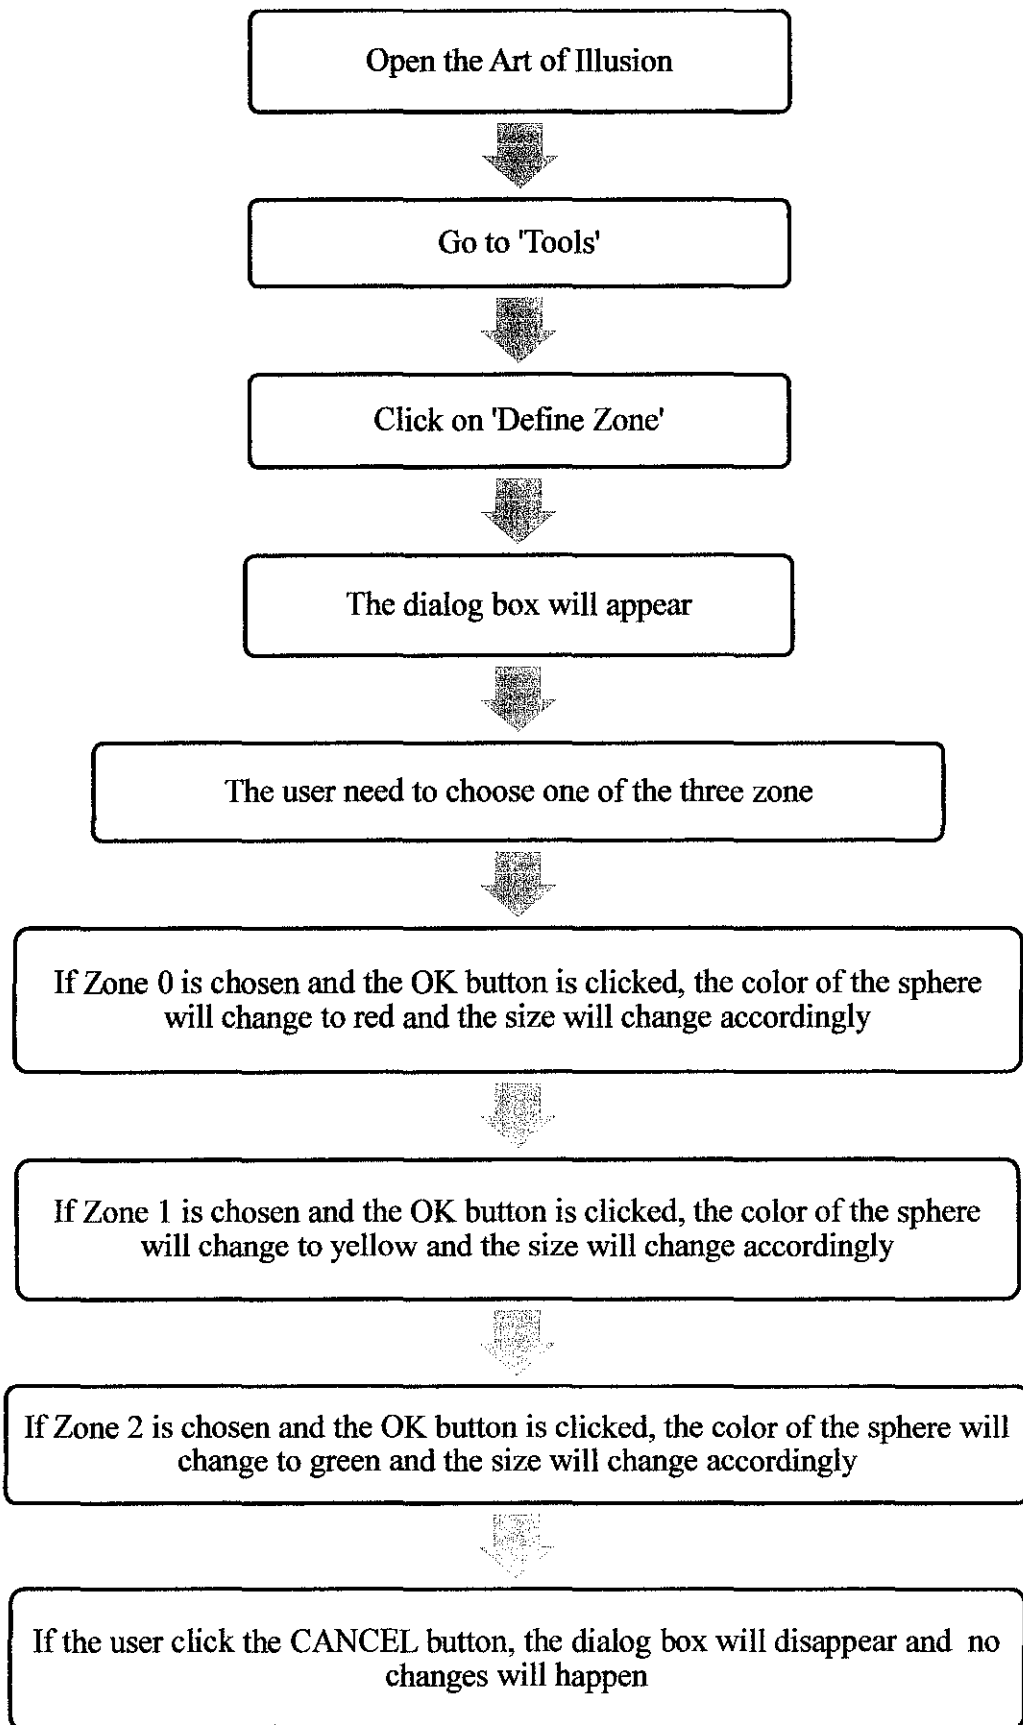 Open the Art of Illusion
Go to 'Tools'
Click on 'Define Zone'
The dialog box will appear
The user need to choose one of the three zone
If Zone 0 is chosen and the OK button is clicked, the color of the sphere
will change to red and the size will change accordingly
If Zone 1 is chosen and the OK button is clicked, the color of the sphere
will change to yellow and the size will change accordingly
If Zone 2 is chosen and the OK button is clicked, the color of the sphere will
change to green and the size will change accordingly
If the user click the CANCEL button, the dialog box will disappear and no
changes will happen